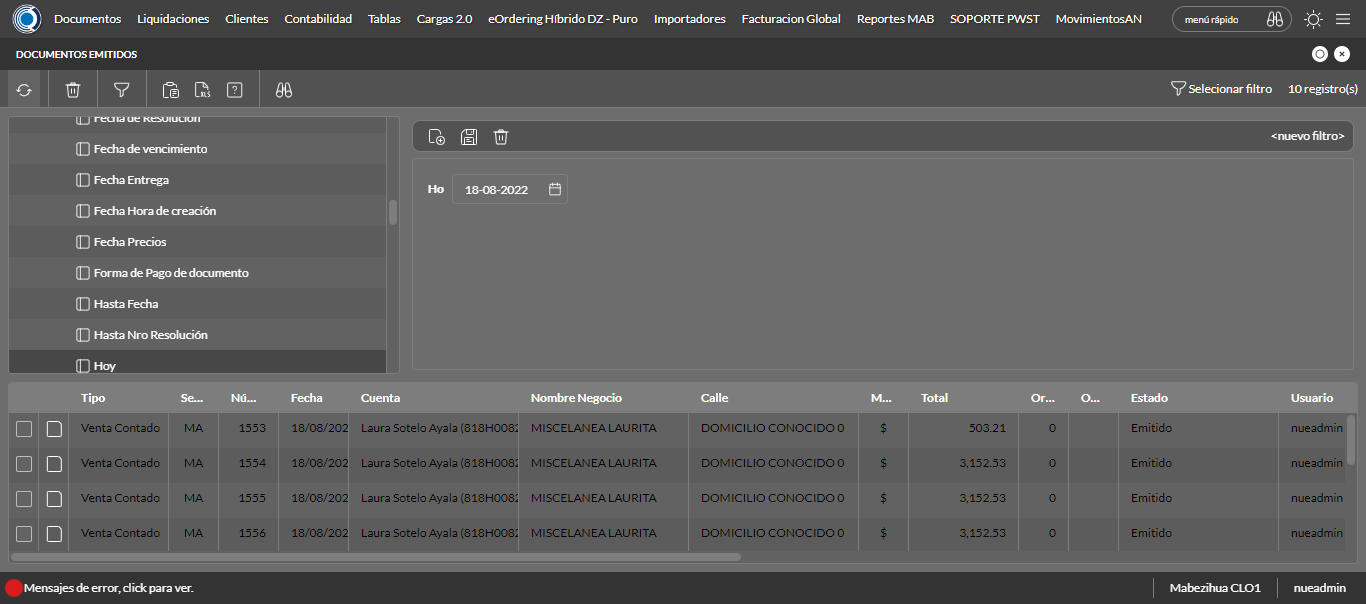 Documentos Liquidaciones Clientes Contabilidad Tablas Cargas 2.0 eOrdering Híbrido DZ - Puro Importadores Facturacion Global Reportes MAB SOPORTE PWST MovimientosAN menú rápido
DOCUMENTOS EMITIDOS
XLS ? Selecionar filtro 10 registro(s)
Fecha de Resolución
<nuevo filtro>
Fecha de vencimiento
Fecha Entrega
Ho 18-08-2022
Fecha Hora de creación
Fecha Precios
Forma de Pago de documento
Hasta Fecha
Hasta Nro Resolución
Hoy
Tipo Se... Nú... Fecha Cuenta Nombre Negocio Calle M... Total Or... O... Estado Usuario
Venta Contado MA 1553 18/08/202 Laura Sotelo Ayala (818H0082 MISCELANEA LAURITA DOMICILIO CONOCIDO 0 $ 503.21 0 Emitido nueadmin
Venta Contado MA 1554 18/08/202 Laura Sotelo Ayala (818H0082 MISCELANEA LAURITA DOMICILIO CONOCIDO 0 $ 3,152.53 0 Emitido nueadmin
Venta Contado MA 1555 18/08/202 Laura Sotelo Ayala (818H0082 MISCELANEA LAURITA DOMICILIO CONOCIDO 0 $ 3,152.53 0 Emitido nueadmin
Venta Contado MA 1556 18/08/202 Laura Sotelo Ayala (818H0082 MISCELANEA LAURITA DOMICILIO CONOCIDO 0 $ 3,152.53 0 Emitido nueadmin
Mensajes de error, click para ver. Mabezihua CLO1 nueadmin